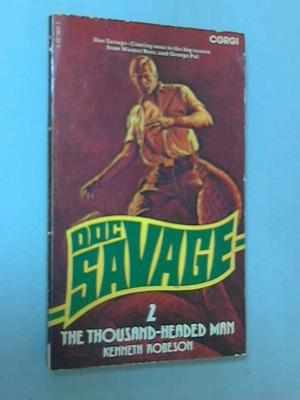 CORGI
Doc Savage–Coming soon to the big screen
from Warner Bros. and George Pal
DOC
SAVAGE
2
THE THOUSAND-HEADED MAN
KENNETH ROBESON